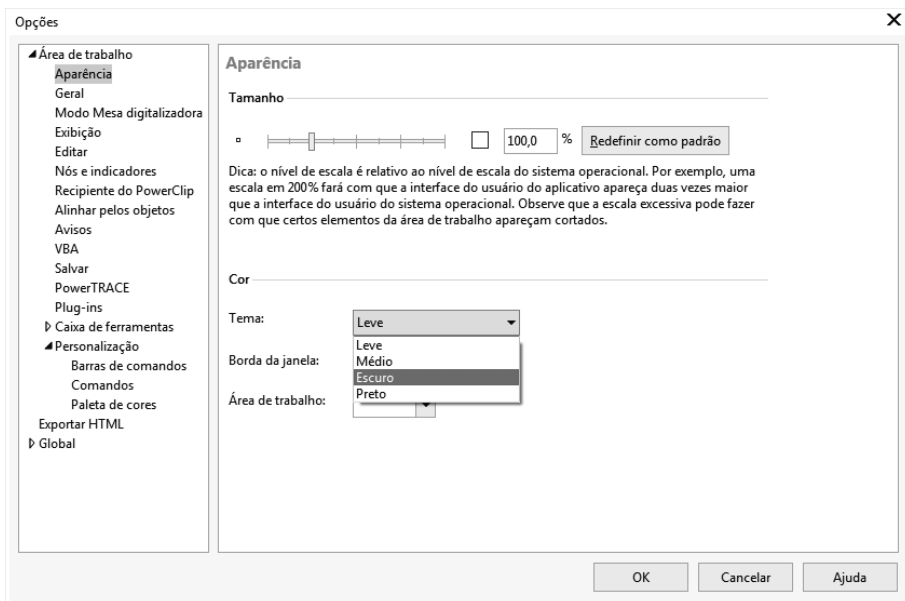 Opções
Área de trabalho
Aparência
Geral
Modo Mesa digitalizadora
Exibição
Editar
Nós e indicadores
Recipiente do PowerClip
Alinhar pelos objetos
Avisos
VBA
Salvar
PowerTRACE
Plug-ins
Caixa de ferramentas
Personalização
Barras de comandos
Comandos
Paleta de cores
Exportar HTML
Global
Aparência
Tamanho
100,0 % Redefinir como padrão
Dica: o nível de escala é relativo ao nível de escala do sistema operacional. Por exemplo, uma
escala em 200% fará com que a interface do usuário do aplicativo apareça duas vezes maior
que a interface do usuário do sistema operacional. Observe que a escala excessiva pode fazer
com que certos elementos da área de trabalho apareçam cortados.
Cor
Tema: Leve
Leve
Borda da janela: Médio
Escuro
Área de trabalho: Preto
OK Cancelar Ajuda